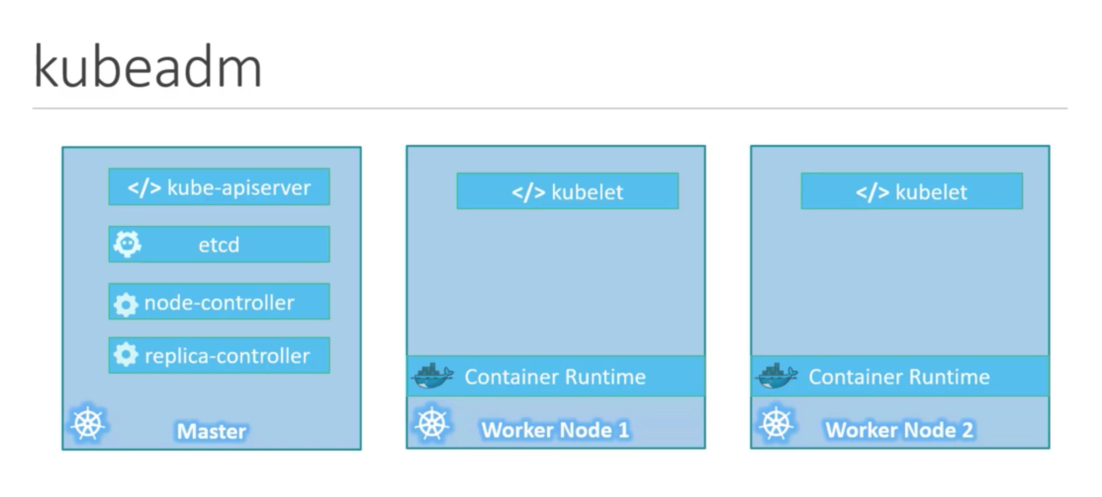 kubeadm
</> kube-apiserver
etcd
node-controller
replica-controller
Master
</> kubelet
Container Runtime
Worker Node 1
</> kubelet
Container Runtime
Worker Node 2